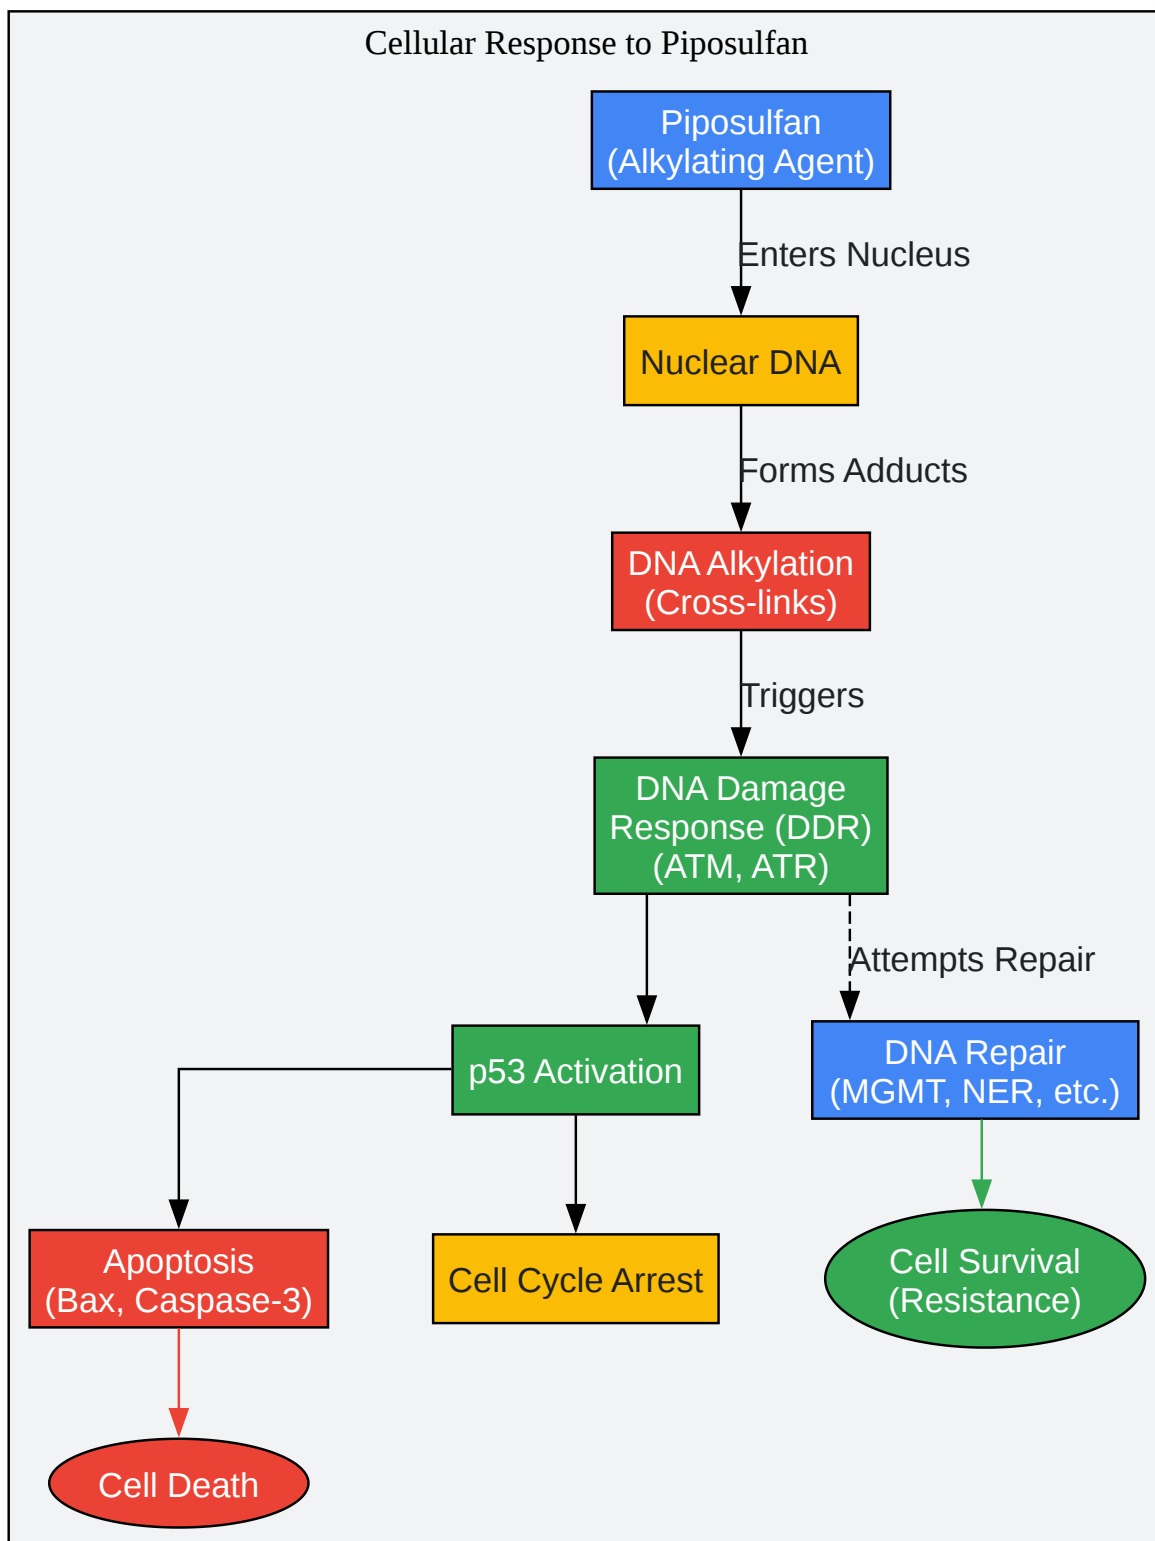 Cellular Response to Piposulfan
Piposulfan
(Alkylating Agent)
Enters Nucleus
Nuclear DNA
Forms Adducts
DNA Alkylation
(Cross-links)
Triggers
DNA Damage
Response (DDR)
(ATM, ATR)
Attempts Repair
p53 Activation
DNA Repair
(MGMT, NER, etc.)
Apoptosis
(Bax, Caspase-3)
Cell Cycle Arrest
Cell Survival
(Resistance)
Cell Death